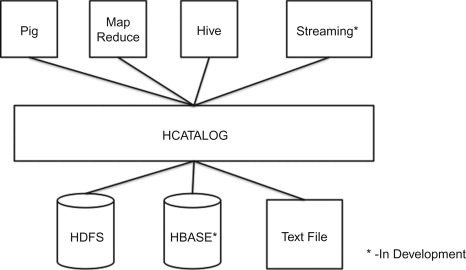 Pig
Map
Reduce
Hive
Streaming*
HCATALOG
HDFS
HBASE*
Text File
* -In Development